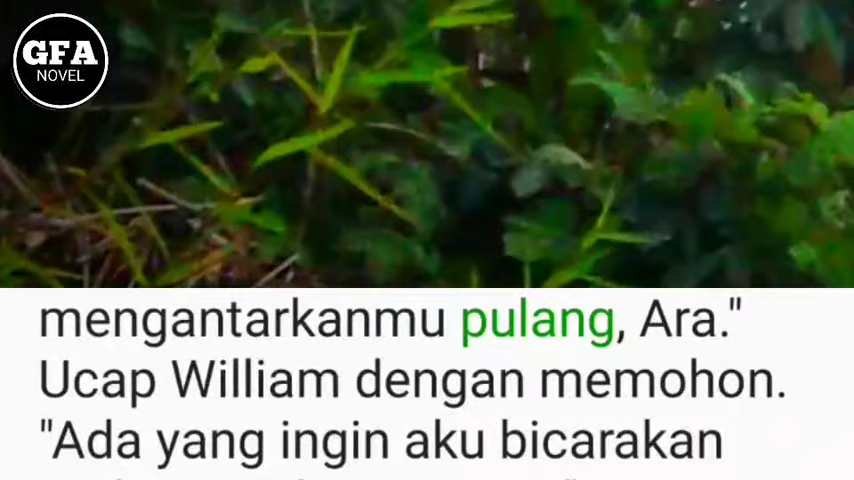 GFA
NOVEL
mengantarkanmu pulang, Ara."
Ucap William dengan memohon.
"Ada yang ingin aku bicarakan